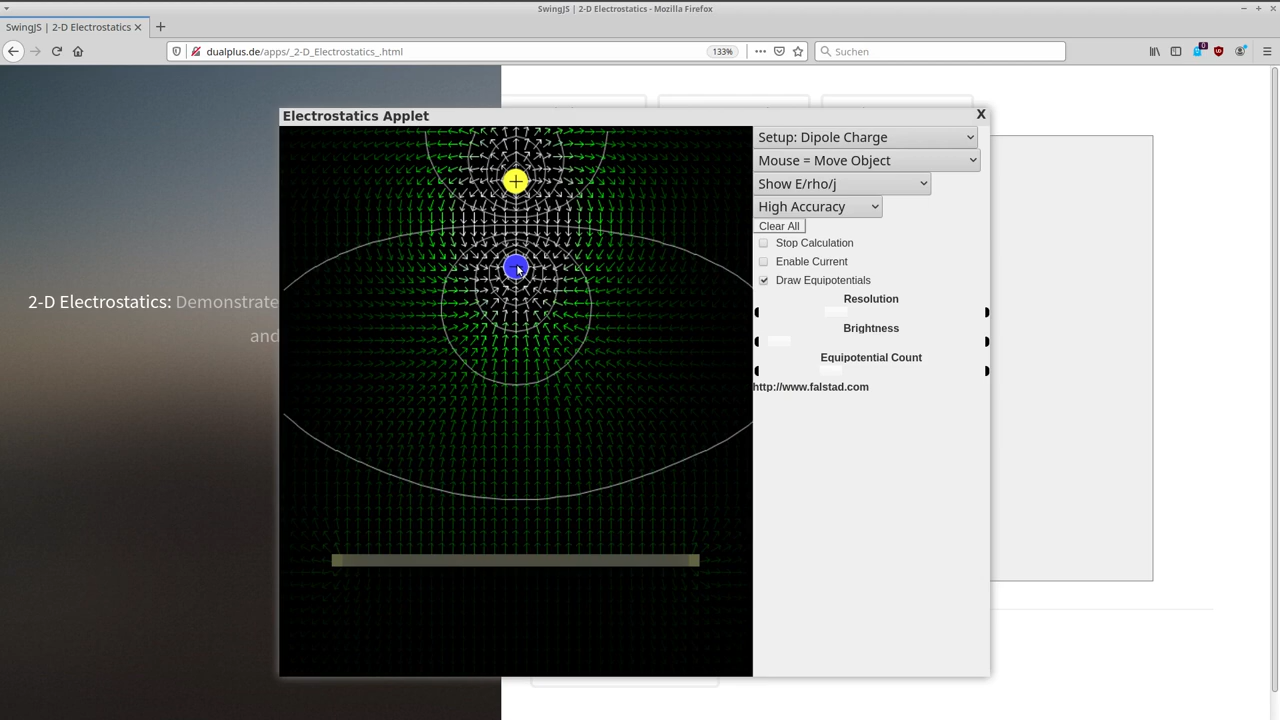 SwingJS | 2-D Electrostatics - Mozilla Firefox
SwingJS | 2-D Electrostatics
dualplus.de/apps/_2-D_Electrostatics_.html
133%
Suchen
0
2-D Electrostatics: Demonstrate
and
Electrostatics Applet
X
Setup: Dipole Charge
Mouse = Move Object
Show E/rho/j
High Accuracy
Clear All
Stop Calculation
Enable Current
Draw Equipotentials
Resolution
Brightness
Equipotential Count
http://www.falstad.com